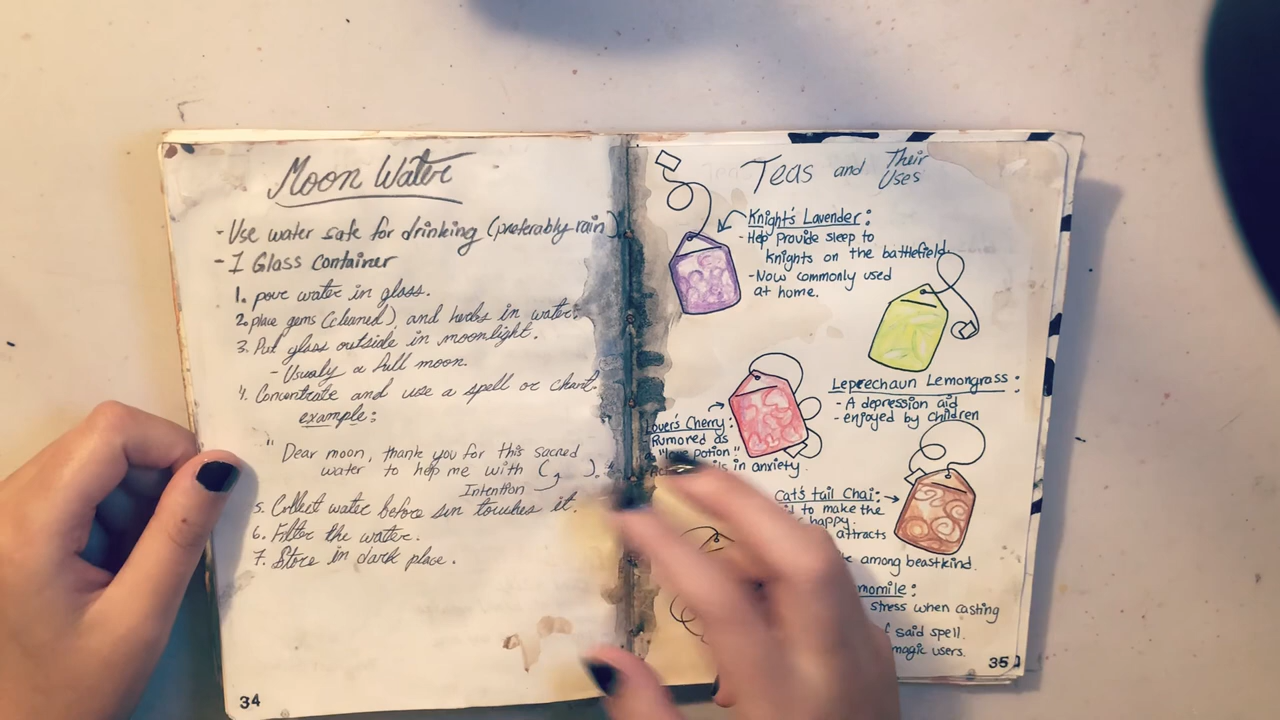 Moon Water
- Use water safe for drinking (preferably rain).
- 1 Glass container
1. pour water in glass.
2. place gems (cleaned), and herbs in water.
3. Put glass outside in moonlight.
- Usualy a full moon.
4. Concentrate and use a spell or chant.
example:
" Dear moon, thank you for this sacred
water to help me with ( ). "
Intention
5. Collect water before sun touches it.
6. Filter the water.
7. Store in dark place.
34
Teas and Their Uses
Knight's Lavender:
- Help Provide sleep to
Knights on the battlefield
- Now commonly used
at home.
Leprechaun Lemongrass:
- A depression aid
- enjoyed by children
Lover's Cherry:
- Rumored as
a "love Potion".
in anxiety.
Cat's tail Chai:
to make the
happy.
attracts
among beastkind.
stress when casting
said spell.
magic users.
35